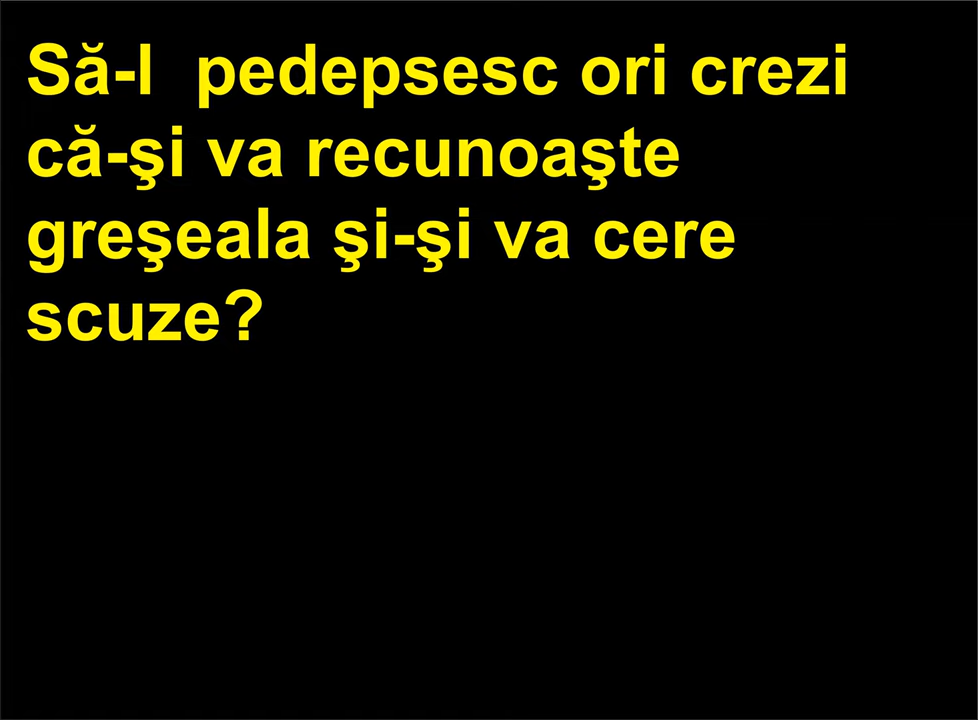 Să-l  pedepsesc ori crezi
că-şi va recunoaşte
greşeala şi-şi va cere
scuze?